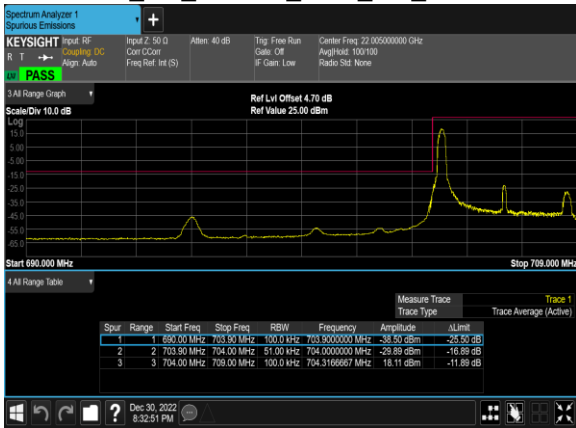 Spectrum Analyzer 1
Spurious Emissions
+
KEYSIGHT Input: RF Input Z: 50 Ω Atten: 40 dB Trig: Free Run Center Freq: 22.005000000 GHz
R T Coupling: DC Corr CCorr Gate: Off Avg|Hold: 100/100
Align: Auto Freq Ref: Int (S) IF Gain: Low Radio Std: None
PASS
3 All Range Graph
Ref Lvl Offset 4.70 dB
Scale/Div 10.0 dB Ref Value 25.00 dBm
Log
15.0
5.00
-5.00
-15.0
-25.0
-35.0
-45.0
-55.0
-65.0
Start 690.000 MHz Stop 709.000 MHz
4 All Range Table
Measure Trace Trace 1
Trace Type Trace Average (Active)
Spur Range Start Freq Stop Freq RBW Frequency Amplitude ΔLimit
1 1 690.00 MHz 703.90 MHz 100.0 kHz 703.9000000 MHz -38.50 dBm -25.50 dB
2 2 703.90 MHz 704.00 MHz 51.00 kHz 704.0000000 MHz -29.89 dBm -16.89 dB
3 3 704.00 MHz 709.00 MHz 100.0 kHz 704.3166667 MHz 18.11 dBm -11.89 dB
?
Dec 30, 2022
8:32:51 PM